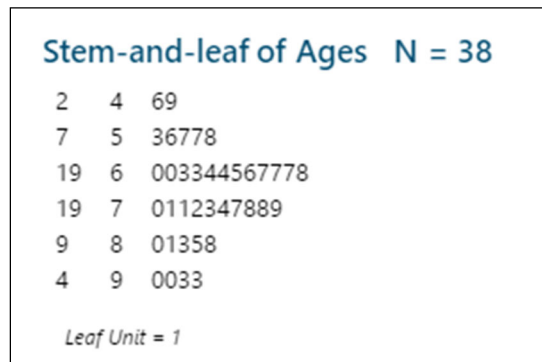 Stem-and-leaf of Ages N = 38
2 4 69
7 5 36778
19 6 003344567778
19 7 0112347889
9 8 01358
4 9 0033
Leaf Unit = 1